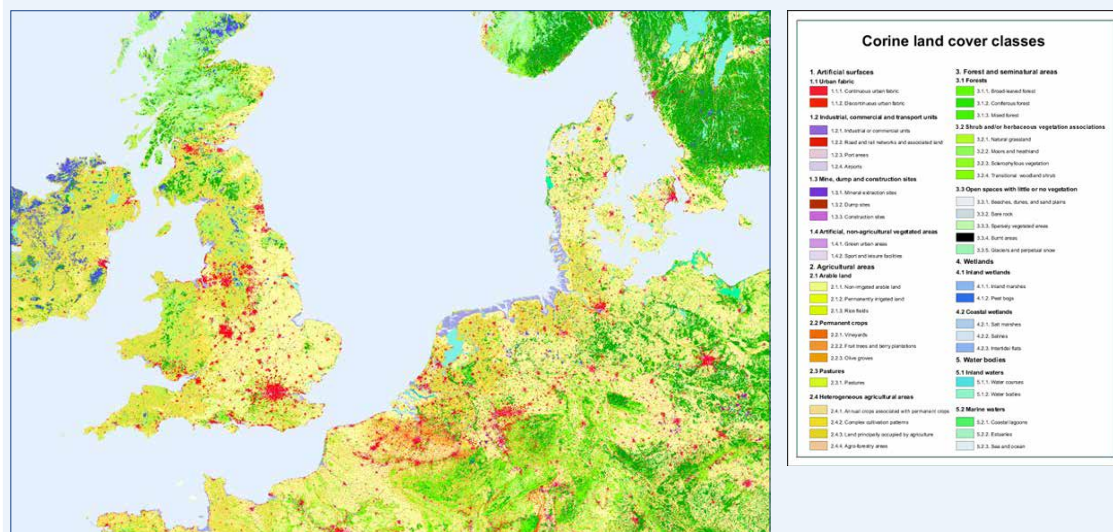 Corine land cover classes
1. Artificial surfaces
1.1 Urban fabric
1.1.1. Continuous urban fabric
1.1.2. Discontinuous urban fabric
1.2 Industrial, commercial and transport units
1.2.1. Industrial or commercial units
1.2.2. Road and rail networks and associated land
1.2.3. Port areas
1.2.4. Airports
1.3 Mine, dump and construction sites
1.3.1. Mineral extraction sites
1.3.2. Dump sites
1.3.3. Construction sites
1.4 Artificial, non-agricultural vegetated areas
1.4.1. Green urban areas
1.4.2. Sport and leisure facilities
2. Agricultural areas
2.1 Arable land
2.1.1. Non-irrigated arable land
2.1.2. Permanently irrigated land
2.1.3. Rice fields
2.2 Permanent crops
2.2.1. Vineyards
2.2.2. Fruit trees and berry plantations
2.2.3. Olive groves
2.3 Pastures
2.3.1. Pastures
2.4 Heterogeneous agricultural areas
2.4.1. Annual crops associated with permanent crops
2.4.2. Complex cultivation patterns
2.4.3. Land principally occupied by agriculture
2.4.4. Agro-forestry areas
3. Forest and seminatural areas
3.1 Forests
3.1.1. Broad-leaved forest
3.1.2. Coniferous forest
3.1.3. Mixed forest
3.2 Shrub and/or herbaceous vegetation associations
3.2.1. Natural grassland
3.2.2. Moors and heathland
3.2.3. Sclerophyllous vegetation
3.2.4. Transitional woodland shrub
3.3 Open spaces with little or no vegetation
3.3.1. Beaches, dunes, and sand plains
3.3.2. Bare rock
3.3.3. Sparsely vegetated areas
3.3.4. Burnt areas
3.3.5. Glaciers and perpetual snow
4. Wetlands
4.1 Inland wetlands
4.1.1. Inland marshes
4.1.2. Peat bogs
4.2 Coastal wetlands
4.2.1. Salt marshes
4.2.2. Salines
4.2.3. Intertidal flats
5. Water bodies
5.1 Inland waters
5.1.1. Water courses
5.1.2. Water bodies
5.2 Marine waters
5.2.1. Coastal lagoons
5.2.2. Estuaries
5.2.3. Sea and ocean